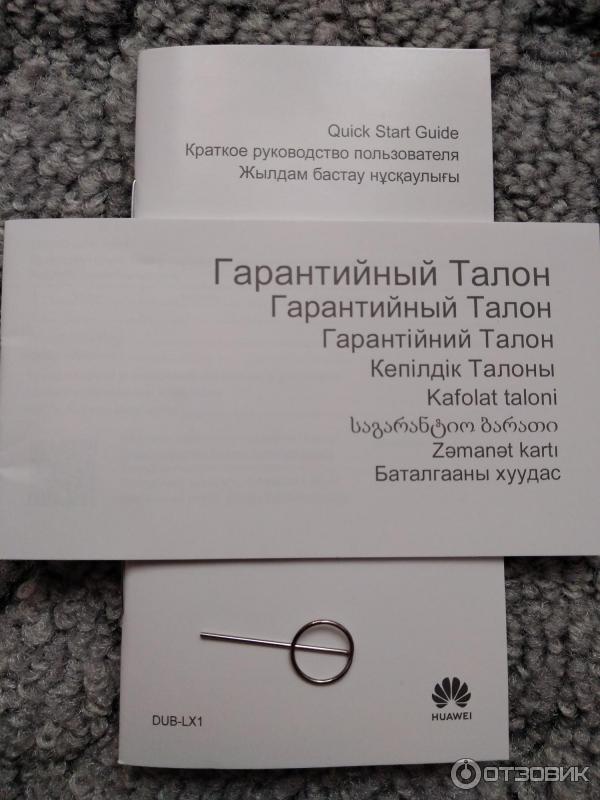 Quick Start Guide
Краткое руководство пользователя
Жылдам бастау нұсқаулығы
Гарантийный Талон
Гарантийный Талон
Гарантійний Талон
Кепілдік Талоны
Kafolat taloni
საგარანტიო ბარათი
Zəmanət kartı
Баталгааны хуудас
DUB-LX1
HUAWEI
ОТЗОВИК